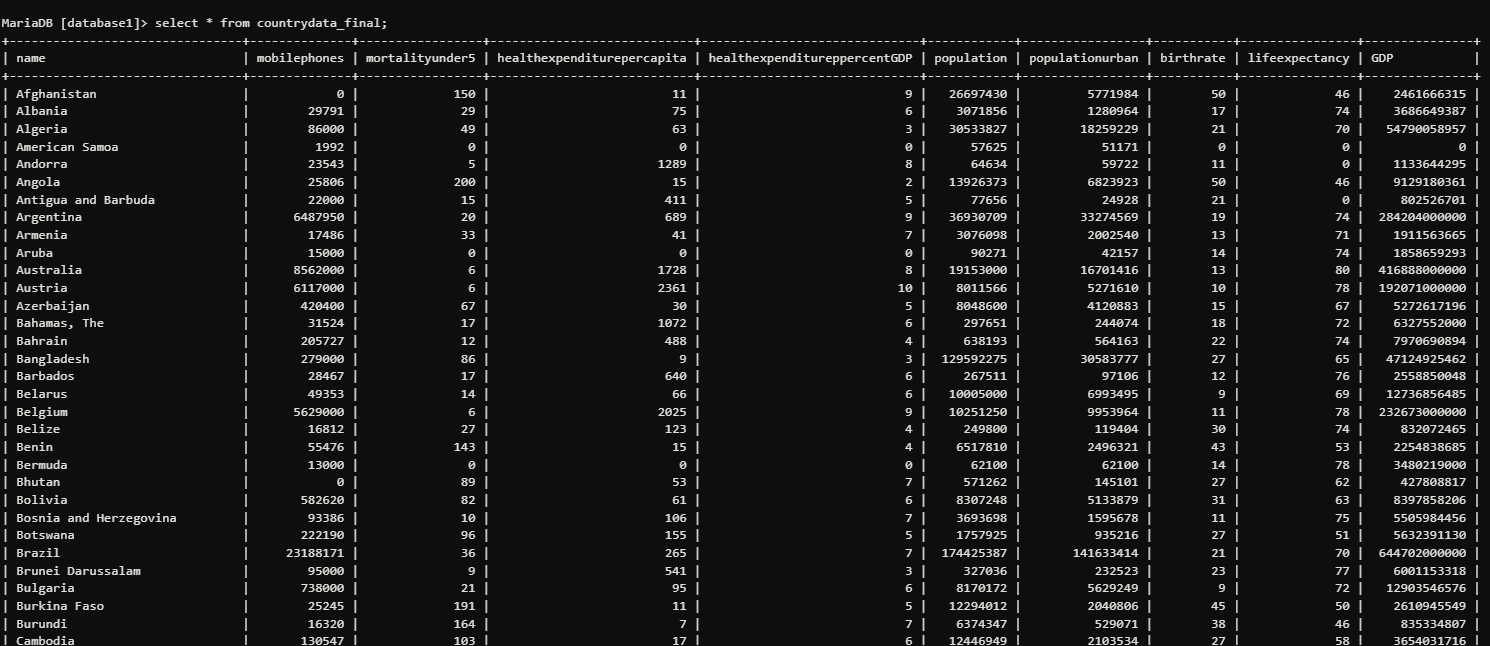 MariaDB [database1]> select * from countrydata_final;
+--------------------------------+--------------+-----------------+----------------------------+-----------------------------+------------+-----------------+-----------+----------------+---------------+
| name | mobilephones | mortalityunder5 | healthexpenditurepercapita | healthexpenditureppercentGDP | population | populationurban | birthrate | lifeexpectancy | GDP |
+--------------------------------+--------------+-----------------+----------------------------+-----------------------------+------------+-----------------+-----------+----------------+---------------+
| Afghanistan | 0 | 150 | 11 | 9 | 26697430 | 5771984 | 50 | 46 | 2461666315 |
| Albania | 29791 | 29 | 75 | 6 | 3071856 | 1280964 | 17 | 74 | 3686649387 |
| Algeria | 86000 | 49 | 63 | 3 | 30533827 | 18259229 | 21 | 70 | 54790058957 |
| American Samoa | 1992 | 0 | 0 | 0 | 57625 | 51171 | 0 | 0 | 0 |
| Andorra | 23543 | 5 | 1289 | 8 | 64634 | 59722 | 11 | 0 | 1133644295 |
| Angola | 25806 | 200 | 15 | 2 | 13926373 | 6823923 | 50 | 46 | 9129180361 |
| Antigua and Barbuda | 22000 | 15 | 411 | 5 | 77656 | 24928 | 21 | 0 | 802526701 |
| Argentina | 6487950 | 20 | 689 | 9 | 36930709 | 33274569 | 19 | 74 | 284204000000 |
| Armenia | 17486 | 33 | 41 | 7 | 3076098 | 2002540 | 13 | 71 | 1911563665 |
| Aruba | 15000 | 0 | 0 | 0 | 90271 | 42157 | 14 | 74 | 1858659293 |
| Australia | 8562000 | 6 | 1728 | 8 | 19153000 | 16701416 | 13 | 80 | 416888000000 |
| Austria | 6117000 | 6 | 2361 | 10 | 8011566 | 5271610 | 10 | 78 | 192071000000 |
| Azerbaijan | 420400 | 67 | 30 | 5 | 8048600 | 4120883 | 15 | 67 | 5272617196 |
| Bahamas, The | 31524 | 17 | 1072 | 6 | 297651 | 244074 | 18 | 72 | 6327552000 |
| Bahrain | 205727 | 12 | 488 | 4 | 638193 | 564163 | 22 | 74 | 7970690894 |
| Bangladesh | 279000 | 86 | 9 | 3 | 129592275 | 30583777 | 27 | 65 | 47124925462 |
| Barbados | 28467 | 17 | 640 | 6 | 267511 | 97106 | 12 | 76 | 2558850048 |
| Belarus | 49353 | 14 | 66 | 6 | 10005000 | 6993495 | 9 | 69 | 12736856485 |
| Belgium | 5629000 | 6 | 2025 | 9 | 10251250 | 9953964 | 11 | 78 | 232673000000 |
| Belize | 16812 | 27 | 123 | 4 | 249800 | 119404 | 30 | 74 | 832072465 |
| Benin | 55476 | 143 | 15 | 4 | 6517810 | 2496321 | 43 | 53 | 2254838685 |
| Bermuda | 13000 | 0 | 0 | 0 | 62100 | 62100 | 14 | 78 | 3480219000 |
| Bhutan | 0 | 89 | 53 | 7 | 571262 | 145101 | 27 | 62 | 427808817 |
| Bolivia | 582620 | 82 | 61 | 6 | 8307248 | 5133879 | 31 | 63 | 8397858206 |
| Bosnia and Herzegovina | 93386 | 10 | 106 | 7 | 3693698 | 1595678 | 11 | 75 | 5505984456 |
| Botswana | 222190 | 96 | 155 | 5 | 1757925 | 935216 | 27 | 51 | 5632391130 |
| Brazil | 23188171 | 36 | 265 | 7 | 174425387 | 141633414 | 21 | 70 | 644702000000 |
| Brunei Darussalam | 95000 | 9 | 541 | 3 | 327036 | 232523 | 23 | 77 | 6001153318 |
| Bulgaria | 738000 | 21 | 95 | 6 | 8170172 | 5629249 | 9 | 72 | 12903546576 |
| Burkina Faso | 25245 | 191 | 11 | 5 | 12294012 | 2040806 | 45 | 50 | 2610945549 |
| Burundi | 16320 | 164 | 7 | 7 | 6374347 | 529071 | 38 | 46 | 835334807 |
| Cambodia | 130547 | 103 | 17 | 6 | 12446949 | 2103534 | 27 | 58 | 3654031716 |